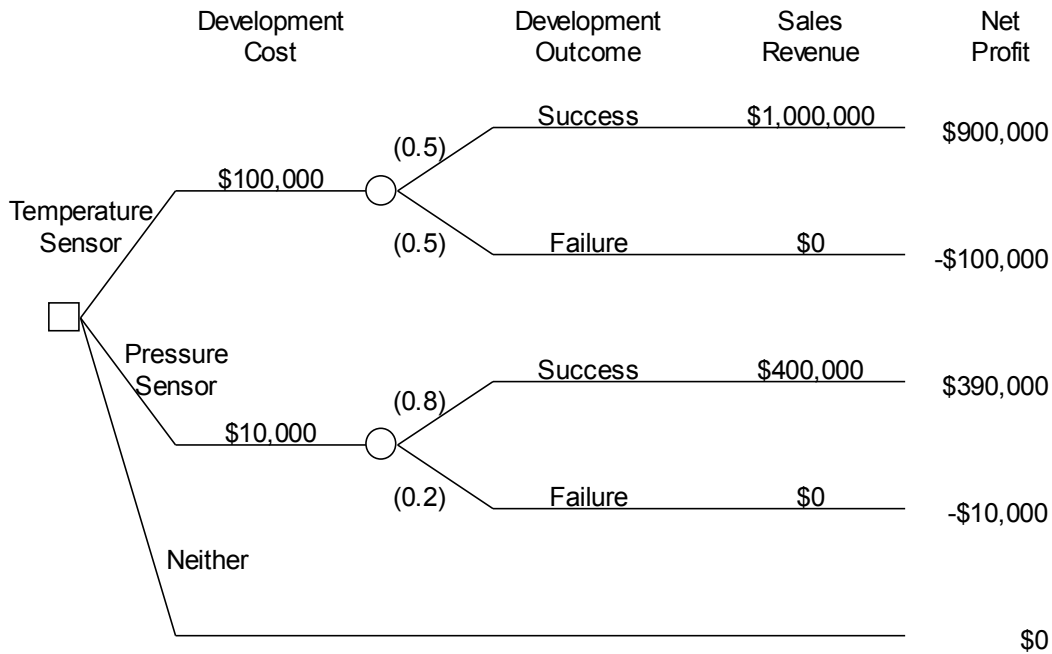 Development
Cost
Development
Outcome
Sales
Revenue
Net
Profit
Success
$1,000,000
$900,000
(0.5)
$100,000
Temperature
Sensor
(0.5)
Failure
$0
-$100,000
Pressure
Sensor
Success
$400,000
$390,000
(0.8)
$10,000
(0.2)
Failure
$0
-$10,000
Neither
$0